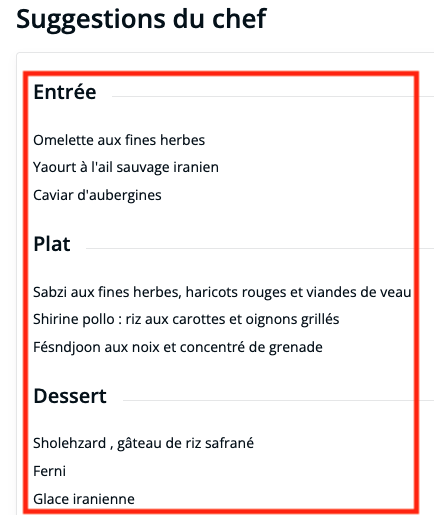 Suggestions du chef
Entrée
Omelette aux fines herbes
Yaourt à l'ail sauvage iranien
Caviar d'aubergines
Plat
Sabzi aux fines herbes, haricots rouges et viandes de veau
Shirine pollo : riz aux carottes et oignons grillés
Fésndjoon aux noix et concentré de grenade
Dessert
Sholehzard , gâteau de riz safrané
Ferni
Glace iranienne